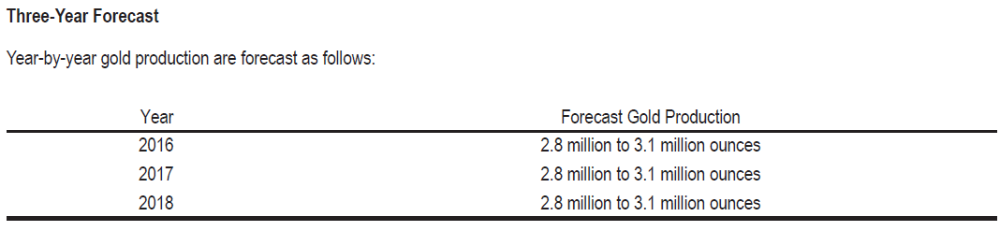 Three-Year Forecast
Year-by-year gold production are forecast as follows:
Year Forecast Gold Production
2016 2.8 million to 3.1 million ounces
2017 2.8 million to 3.1 million ounces
2018 2.8 million to 3.1 million ounces